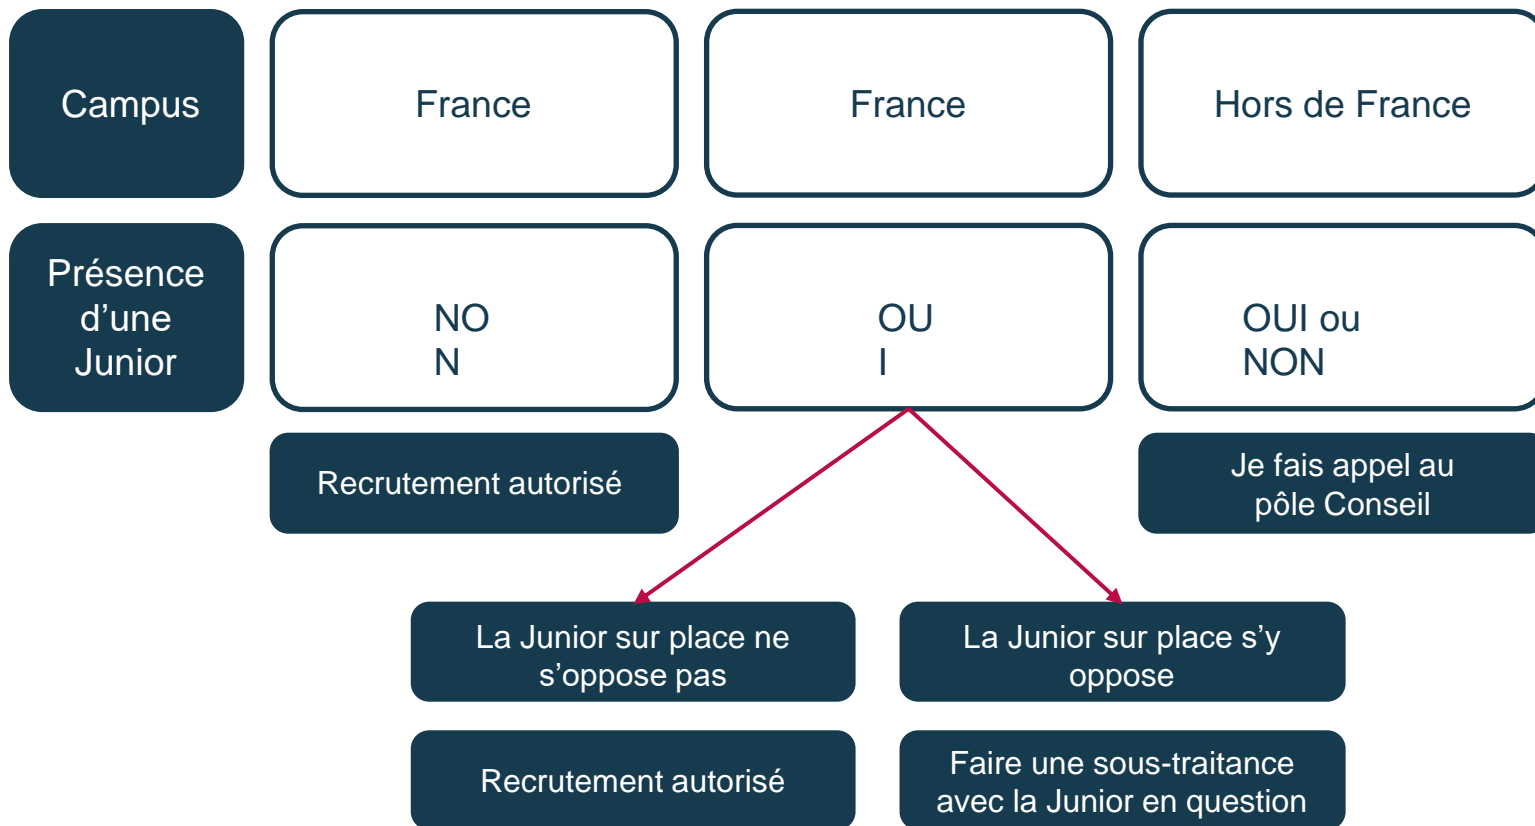 Campus
France
France
Hors de France
Présence
d’une
Junior
NO
N
OU
I
OUI ou
NON
Recrutement autorisé
Je fais appel au
pôle Conseil
La Junior sur place ne
s’oppose pas
La Junior sur place s’y
oppose
Recrutement autorisé
Faire une sous-traitance
avec la Junior en question